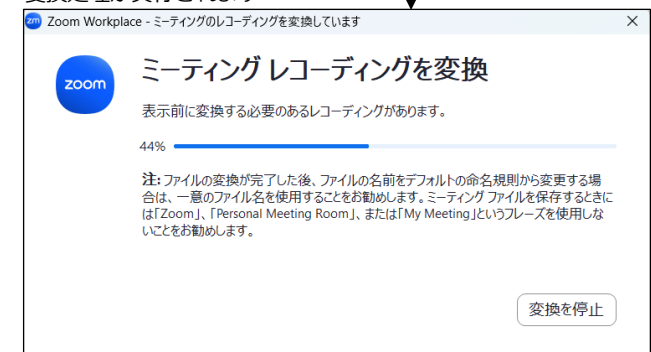 変換処理が実行されます
zm Zoom Workplace - ミーティングのレコーディングを変換しています
zoom
ミーティング レコーディングを変換
表示前に変換する必要のあるレコーディングがあります。
44%
注: ファイルの変換が完了した後、ファイルの名前をデフォルトの命名規則から変更する場
合は、一意のファイル名を使用することをお勧めします。ミーティング ファイルを保存するときに
は「Zoom」、「Personal Meeting Room」、または「My Meeting」というフレーズを使用しな
いことをお勧めします。
変換を停止